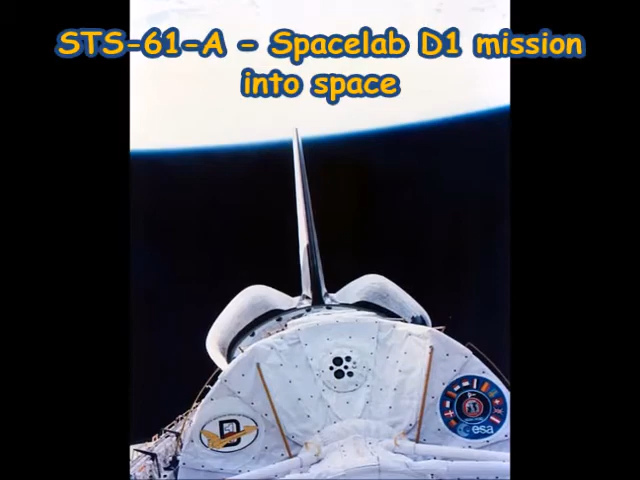 STS-61-A - Spacelab D1 mission
into space
D
esa